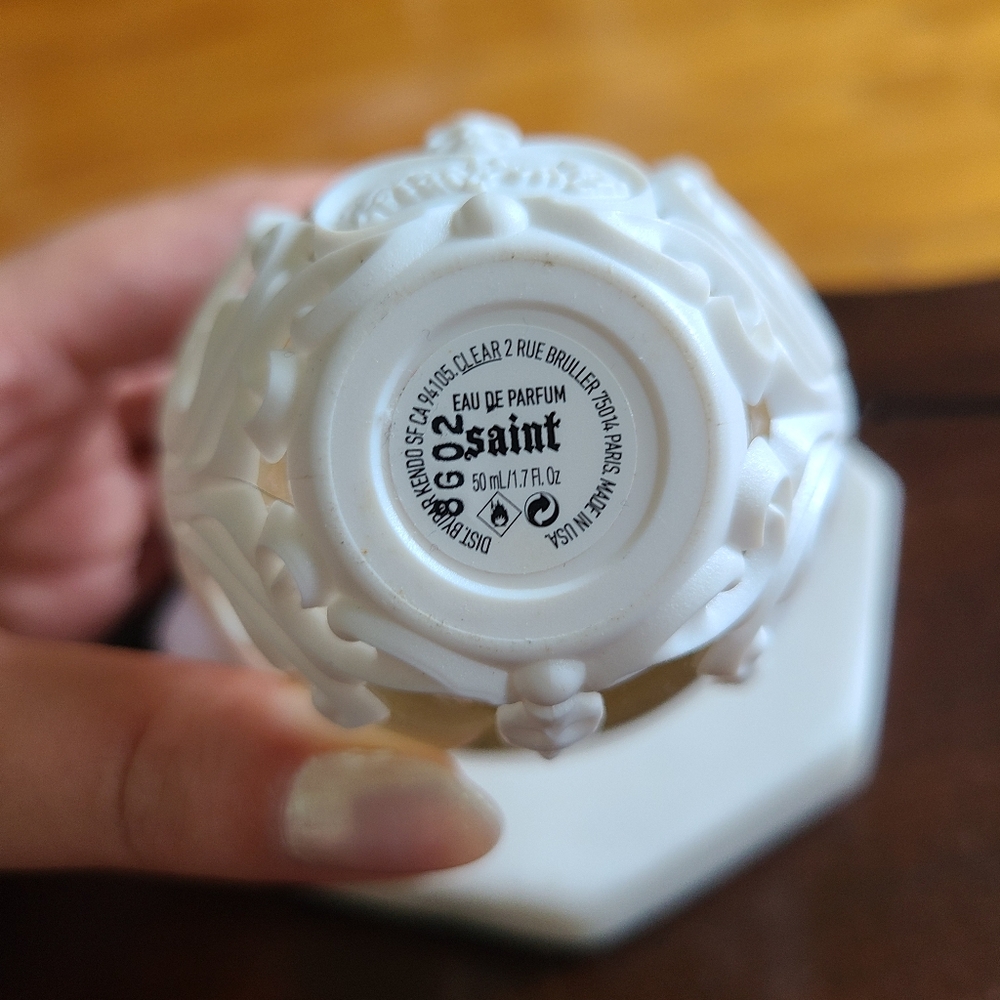 DIST. BY/PAR KENDO SF CA 94105. CLEAR 2 RUE BRULLER 75014 PARIS. MADE IN USA.
EAU DE PARFUM
saint
50 mL/1.7 Fl. Oz
8G02